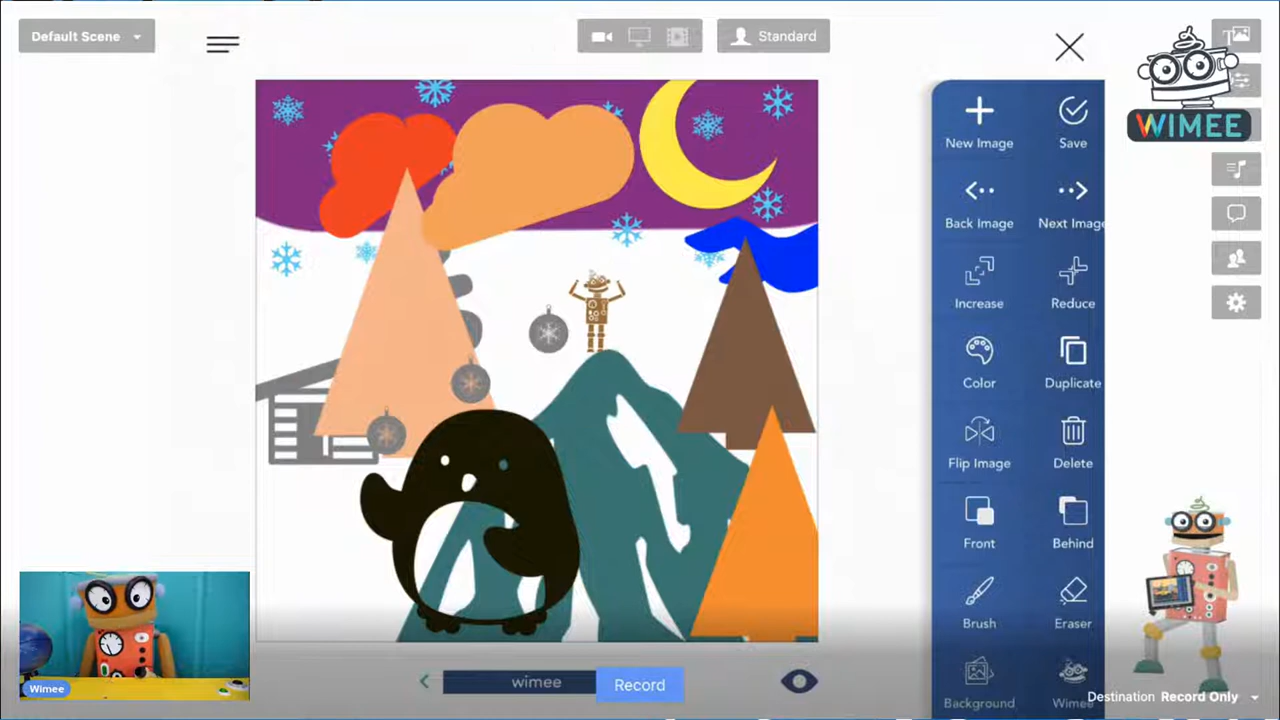 Default Scene
Standard
WIMEE
New Image
Save
Back Image
Next Image
Increase
Reduce
Color
Duplicate
Flip Image
Delete
Front
Behind
Brush
Eraser
Background
Wimee
Wimee
wimee
Record
Destination Record Only